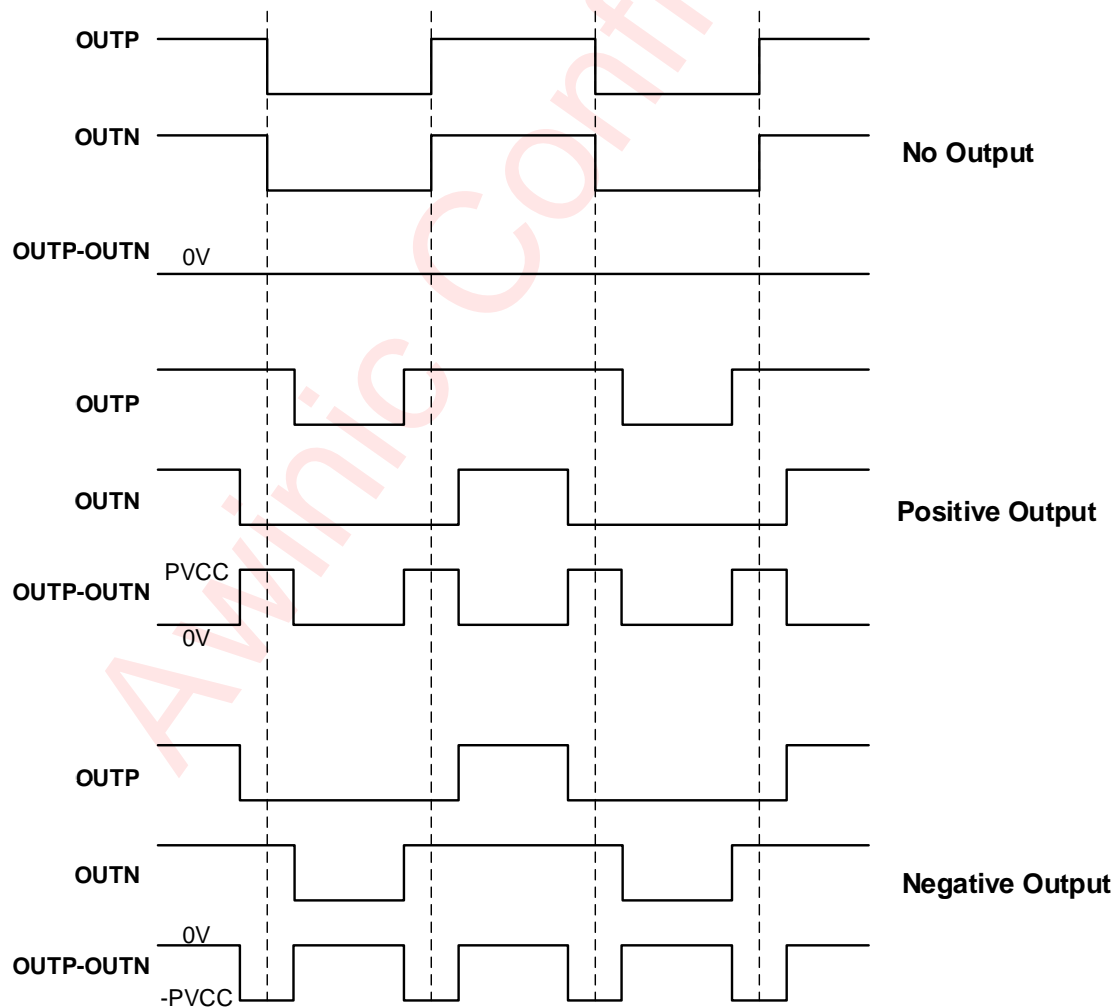 OUTP
OUTN
No Output
OUTP-OUTN
0V
OUTP
OUTN
Positive Output
PVCC
OUTP-OUTN
0V
OUTP
OUTN
Negative Output
0V
OUTP-OUTN
-PVCC
Awinic Confi